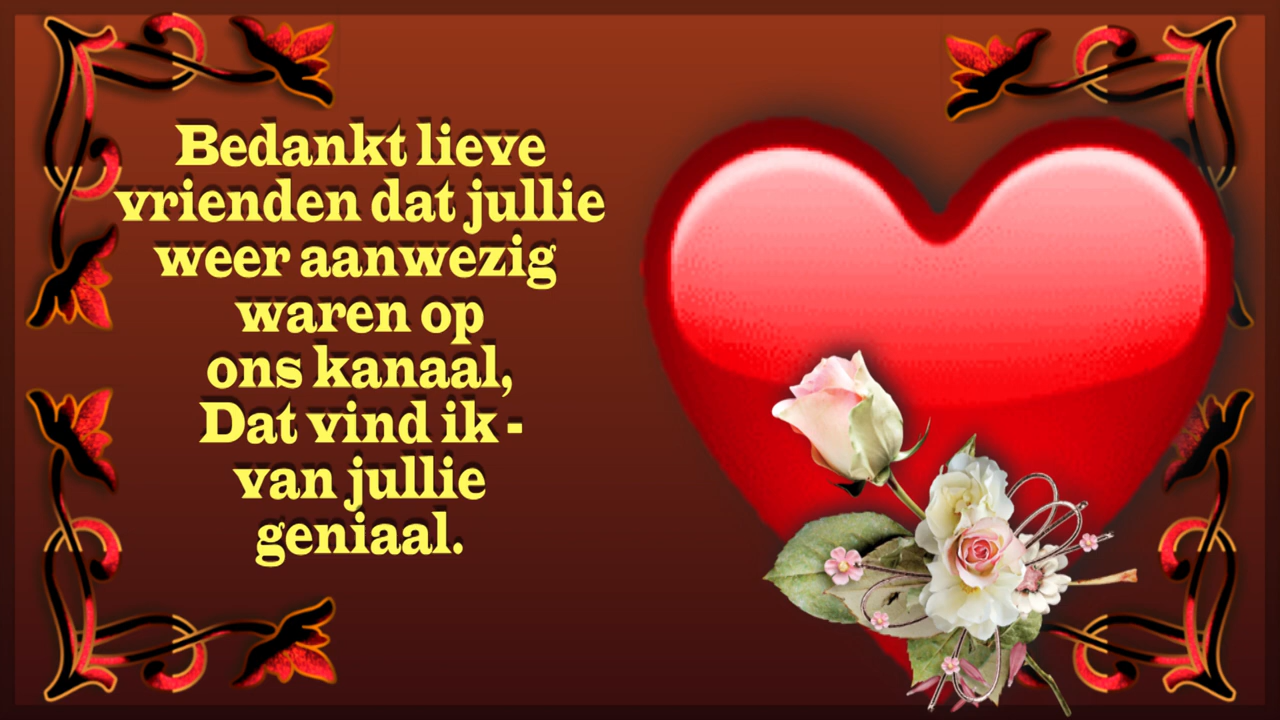 Bedankt lieve
vrienden dat jullie
weer aanwezig
waren op
ons kanaal,
Dat vind ik -
van jullie
geniaal.